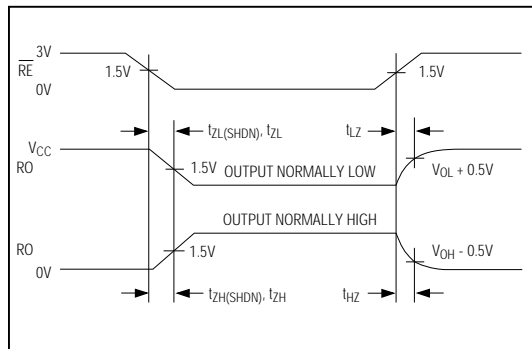 3V
RE
1.5V
1.5V
0V
tZL(SHDN), tZL
tLZ
VCC
RO
1.5V
OUTPUT NORMALLY LOW
VOL + 0.5V
OUTPUT NORMALLY HIGH
RO
1.5V
VOH - 0.5V
0V
tZH(SHDN), tZH
tHZ